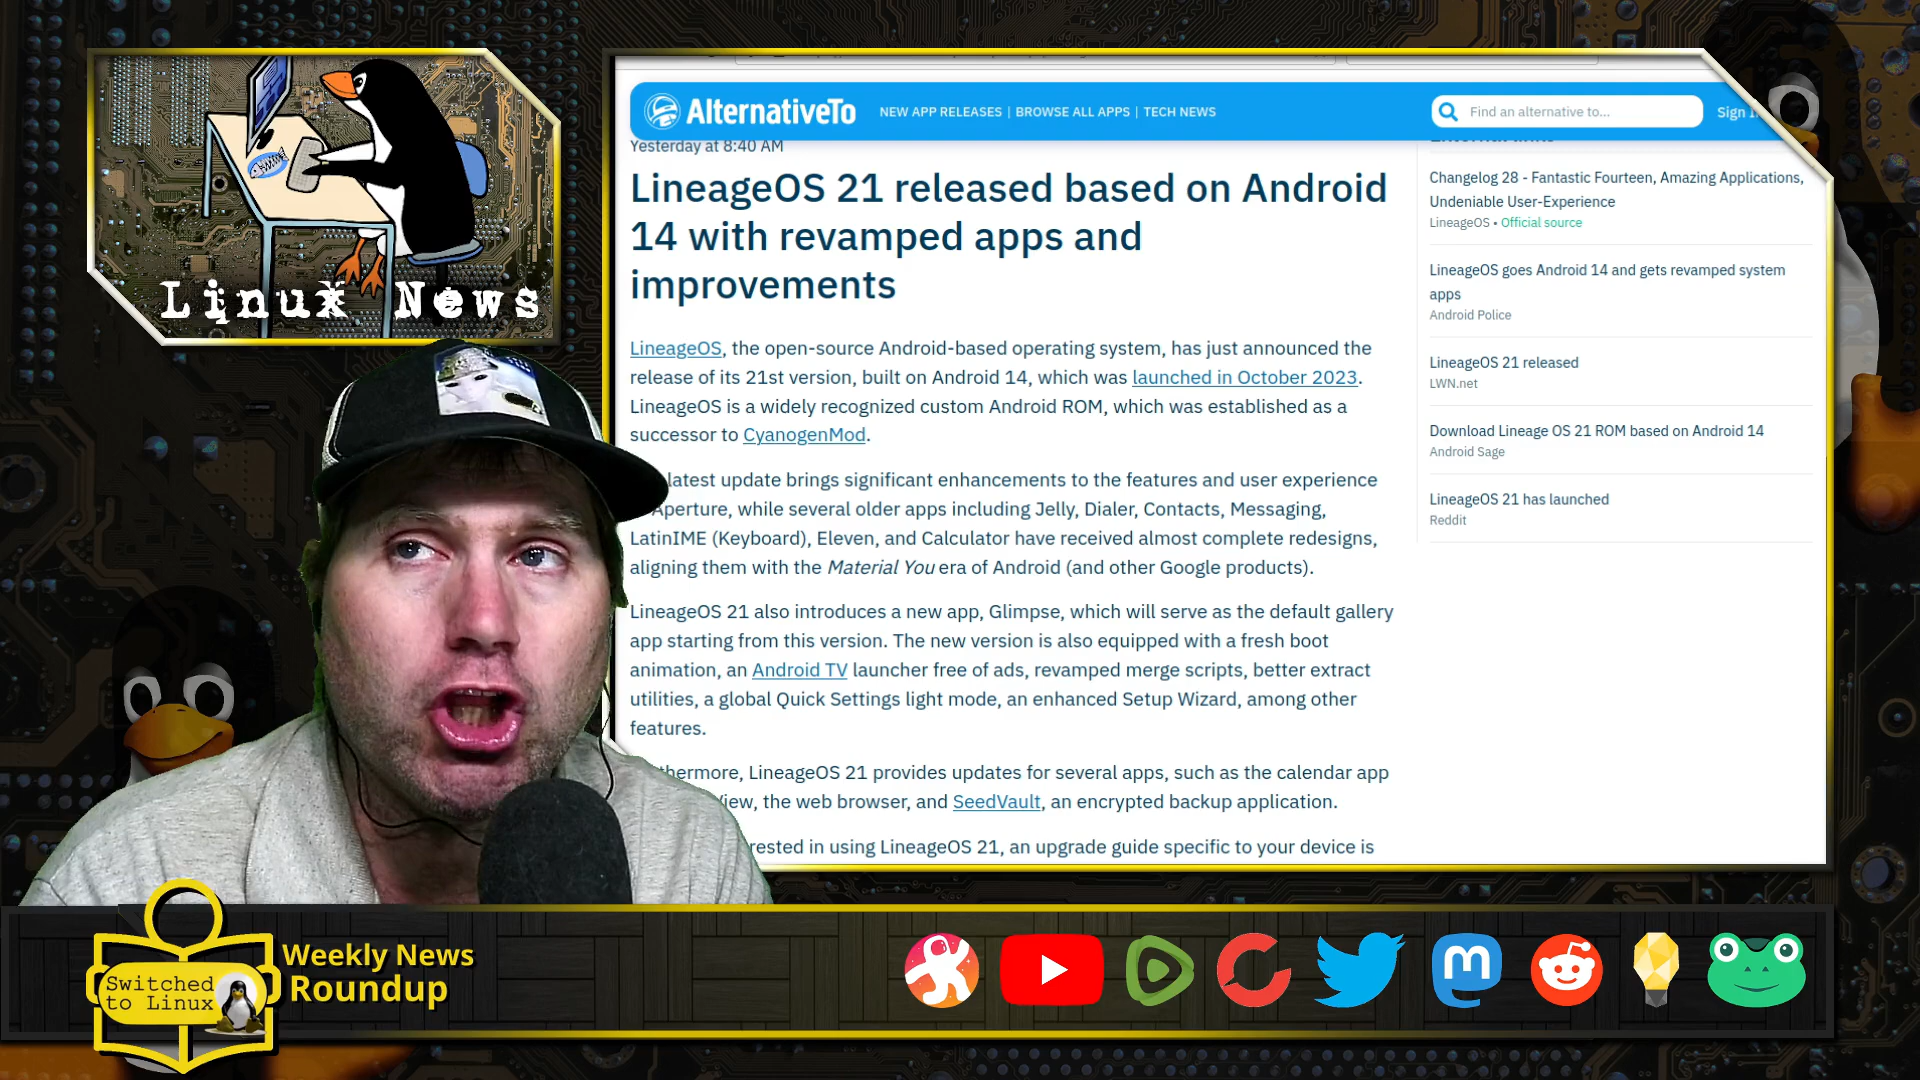 Linux News
AlternativeTo
NEW APP RELEASES | BROWSE ALL APPS | TECH NEWS
Find an alternative to...
Sign
Yesterday at 8:40 AM
LineageOS 21 released based on Android
14 with revamped apps and
improvements
LineageOS, the open-source Android-based operating system, has just announced the
release of its 21st version, built on Android 14, which was launched in October 2023.
LineageOS is a widely recognized custom Android ROM, which was established as a
successor to CyanogenMod.
latest update brings significant enhancements to the features and user experience
Aperture, while several older apps including Jelly, Dialer, Contacts, Messaging,
LatinIME (Keyboard), Eleven, and Calculator have received almost complete redesigns,
aligning them with the Material You era of Android (and other Google products).
LineageOS 21 also introduces a new app, Glimpse, which will serve as the default gallery
app starting from this version. The new version is also equipped with a fresh boot
animation, an Android TV launcher free of ads, revamped merge scripts, better extract
utilities, a global Quick Settings light mode, an enhanced Setup Wizard, among other
features.
LineageOS 21 provides updates for several apps, such as the calendar app
the web browser, and SeedVault, an encrypted backup application.
in using LineageOS 21, an upgrade guide specific to your device is
Changelog 28 - Fantastic Fourteen, Amazing Applications,
Undeniable User-Experience
LineageOS • Official source
LineageOS goes Android 14 and gets revamped system
apps
Android Police
LineageOS 21 released
LWN.net
Download Lineage OS 21 ROM based on Android 14
Android Sage
LineageOS 21 has launched
Reddit
Switched
to Linux
Weekly News
Roundup